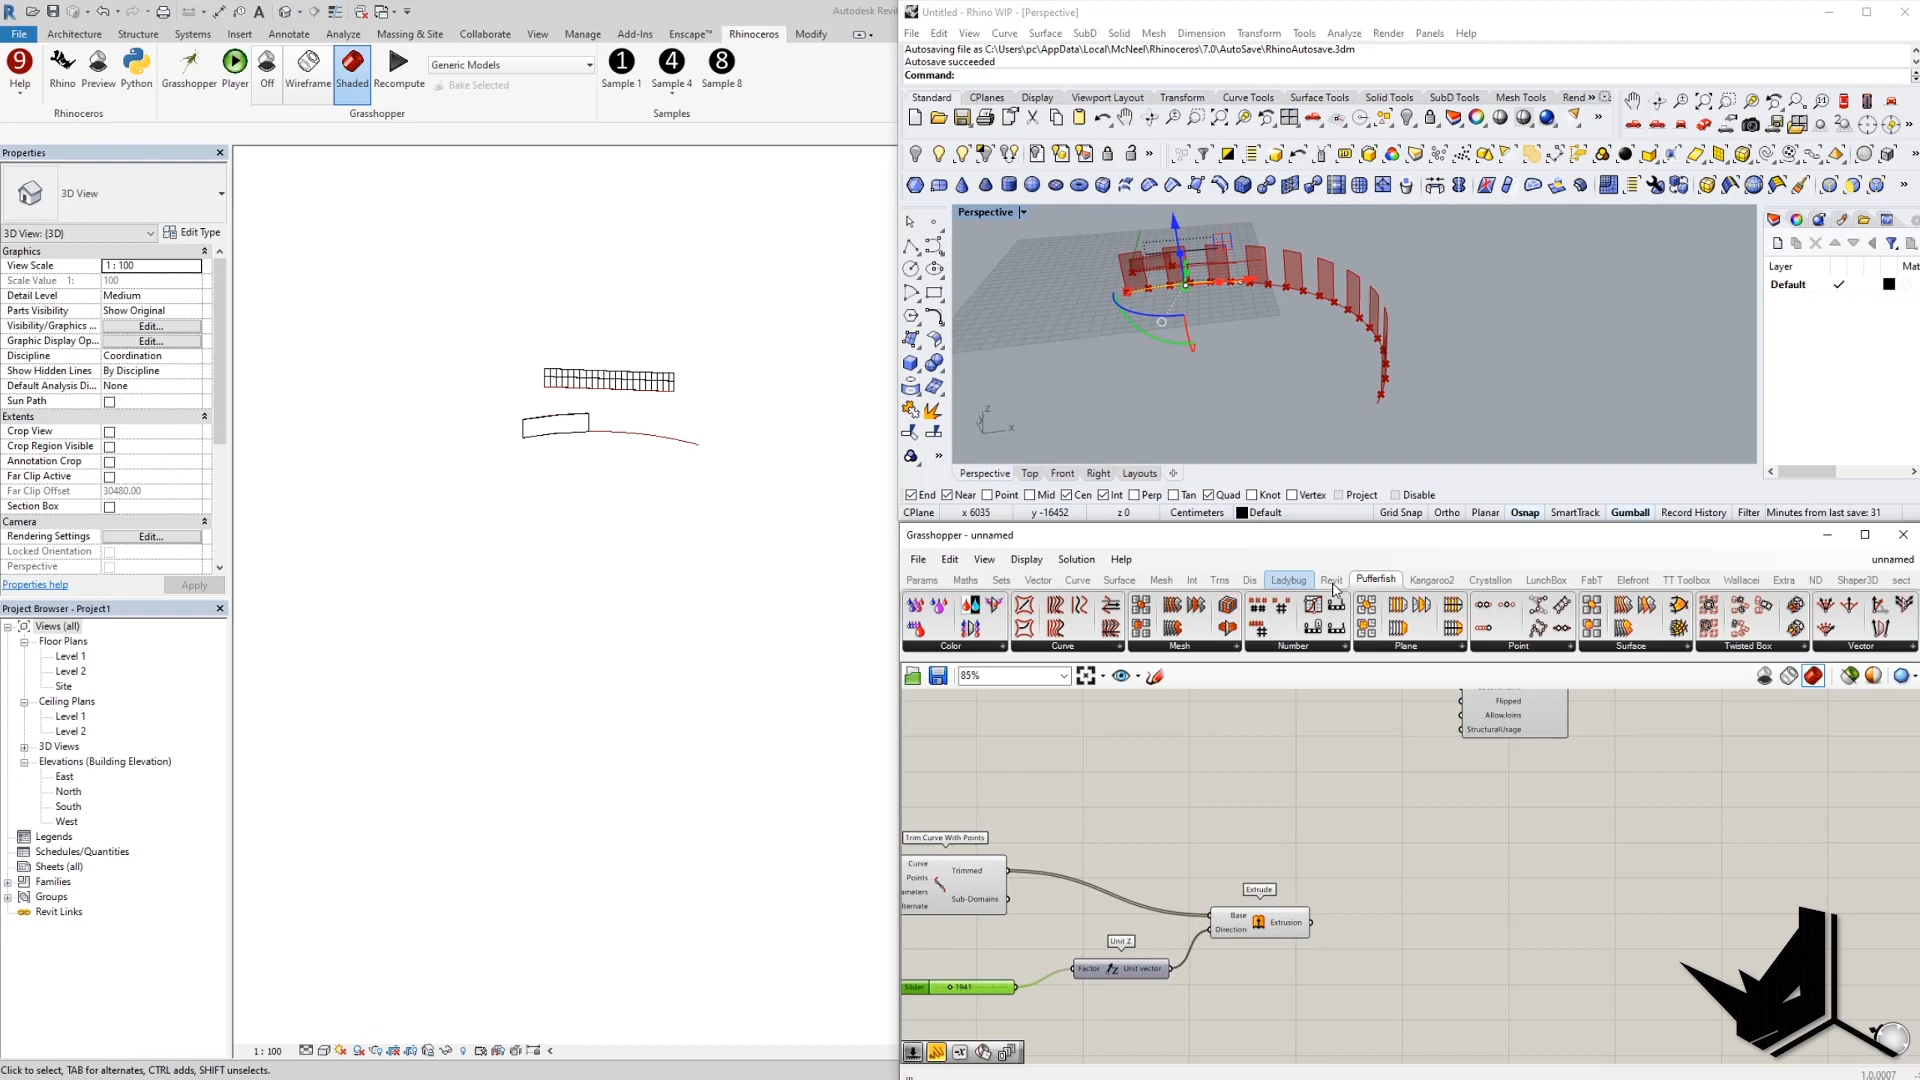 Autodesk Revit
File Architecture Structure Systems Insert Annotate Analyze Massing & Site Collaborate View Manage Add-Ins Enscape™ Rhinoceros Modify
9 1 4 8
Generic Models
Bake Selected
Help Rhino Preview Python Grasshopper Player Off Wireframe Shaded Recompute Sample 1 Sample 4 Sample 8
Rhinoceros Grasshopper Samples
Properties
3D View
3D View: {3D} Edit Type
Graphics
View Scale 1 : 100
Scale Value 1: 100
Detail Level Medium
Parts Visibility Show Original
Visibility/Graphics ... Edit...
Graphic Display Op... Edit...
Discipline Coordination
Show Hidden Lines By Discipline
Default Analysis Di... None
Sun Path
Extents
Crop View
Crop Region Visible
Annotation Crop
Far Clip Active
Far Clip Offset 30480.00
Section Box
Camera
Rendering Settings Edit...
Locked Orientation
Perspective
Properties help Apply
Project Browser - Project1
Views (all)
Floor Plans
Level 1
Level 2
Site
Ceiling Plans
Level 1
Level 2
3D Views
Elevations (Building Elevation)
East
North
South
West
Legends
Schedules/Quantities
Sheets (all)
Families
Groups
Revit Links
1 : 100
Click to select, TAB for alternates, CTRL adds, SHIFT unselects.
Untitled - Rhino WIP - [Perspective]
File Edit View Curve Surface SubD Solid Mesh Dimension Transform Tools Analyze Render Panels Help
Autosaving file as C:\Users\pc\AppData\Local\McNeel\Rhinoceros\7.0\AutoSave\RhinoAutosave.3dm
Autosave succeeded
Command:
Standard CPlanes Display Viewport Layout Transform Curve Tools Surface Tools Solid Tools SubD Tools Mesh Tools Rend »
Perspective
Layer Mat
Default
z
x
Perspective Top Front Right Layouts
End Near Point Mid Cen Int Perp Tan Quad Knot Vertex Project Disable
CPlane x 6035 y -16452 z 0 Centimeters Default Grid Snap Ortho Planar Osnap SmartTrack Gumball Record History Filter Minutes from last save: 31
Grasshopper - unnamed
File Edit View Display Solution Help unnamed
Params Maths Sets Vector Curve Surface Mesh Int Trns Dis Ladybug Revit Pufferfish Kangaroo2 Crystallon LunchBox FabT Elefront TT Toolbox Wallacei Extra ND Shaper3D sect
Color Curve Mesh Number Plane Point Surface Twisted Box Vector
85%
Flipped
AllowJoins
StructuralUsage
Trim Curve With Points
Curve
Points
ameters
lternate
Trimmed
Sub-Domains
Extrude
Base
Direction
Extrusion
Unit Z
Factor Unit vector
Slider 1941
1.0.0007